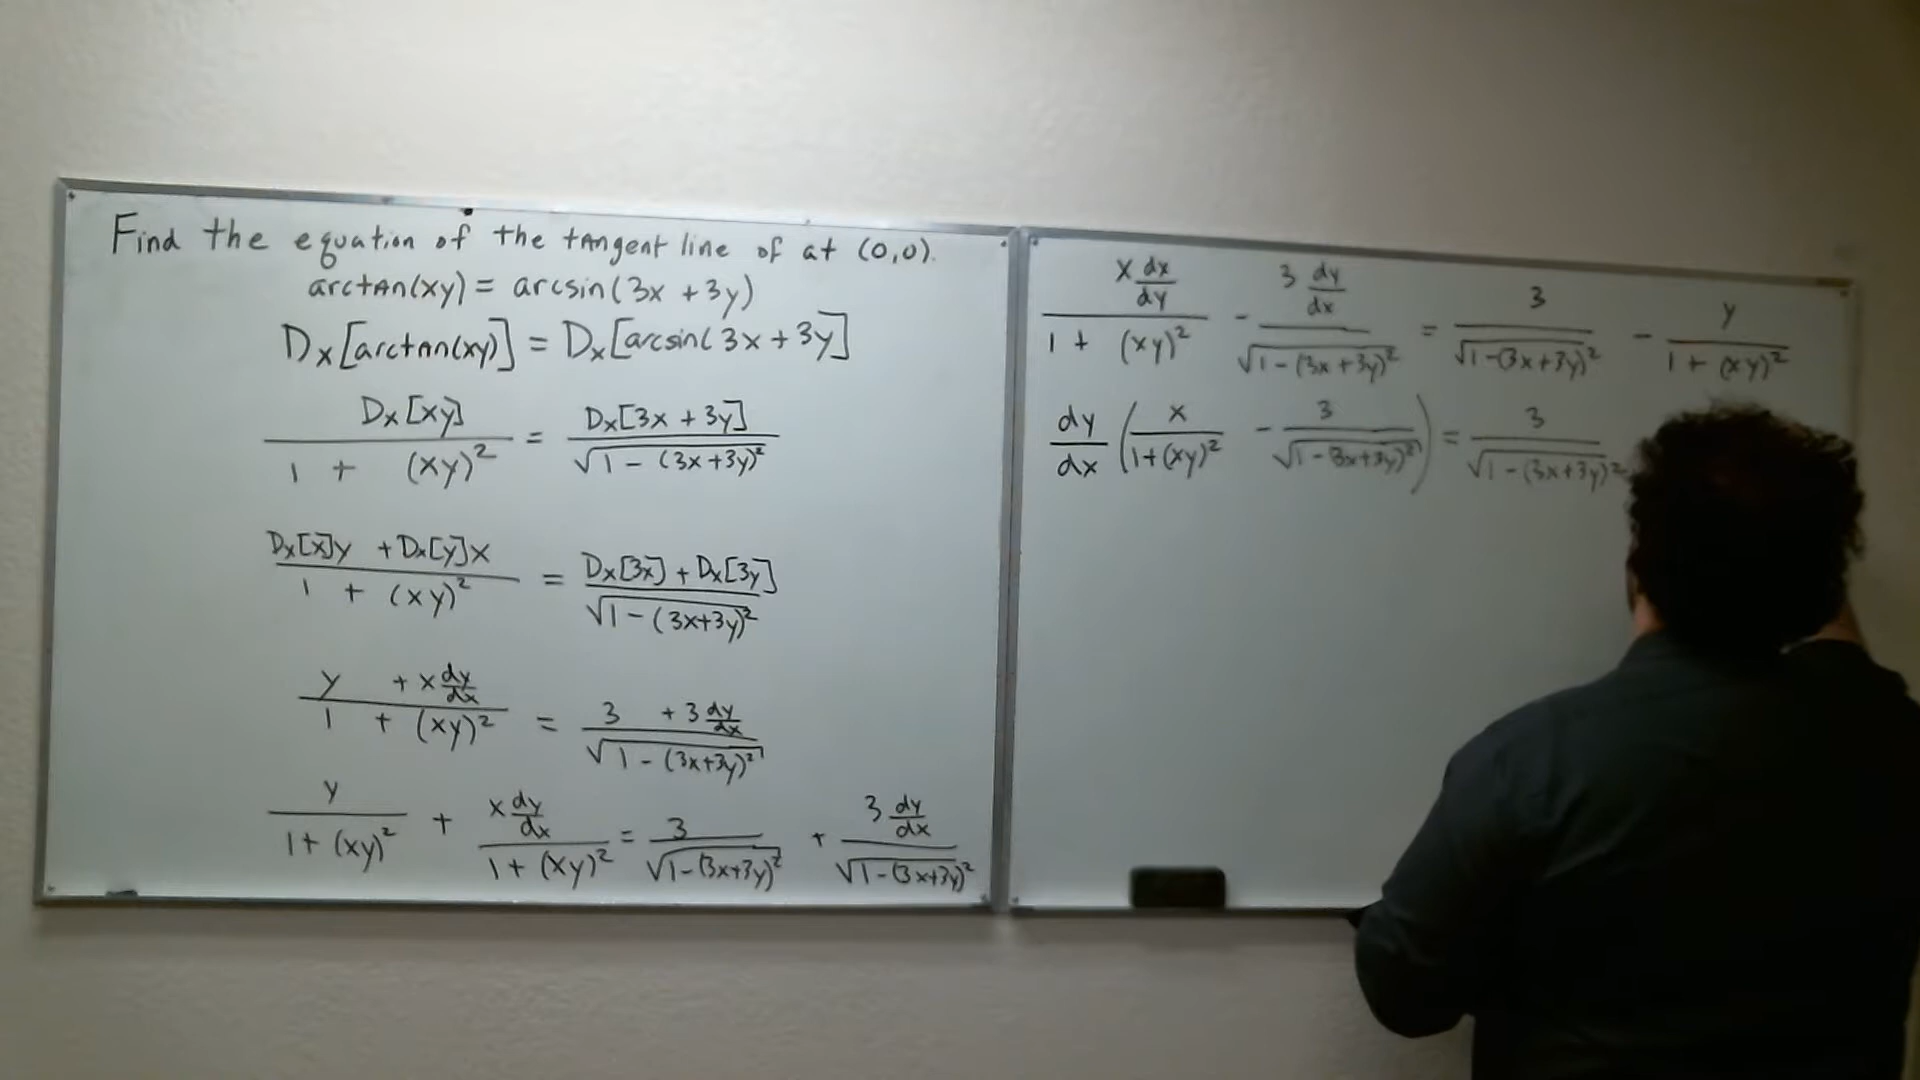 Find the equation of the tangent line of at (0,0).
arctan(xy) = arcsin(3x + 3y)
Dx[arctan(xy)] = Dx[arcsin(3x + 3y]
Dx[xy] / 1 + (xy)² = Dx[3x + 3y] / √1 - (3x+3y)²
Dx[x]y + Dx[y]x / 1 + (xy)² = Dx[3x] + Dx[3y] / √1 - (3x+3y)²
y + x dy/dx / 1 + (xy)² = 3 + 3 dy/dx / √1 - (3x+3y)²
y / 1 + (xy)² + x dy/dx / 1 + (xy)² = 3 / √1 - (3x+3y)² + 3 dy/dx / √1 - (3x+3y)²
x dx/dy / 1 + (xy)² - 3 dy/dx / √1 - (3x+3y)² = 3 / √1 - (3x+3y)² - y / 1 + (xy)²
dy/dx (x / 1+(xy)² - 3 / √1 - (3x+3y)²) = 3 / √1 - (3x+3y)²